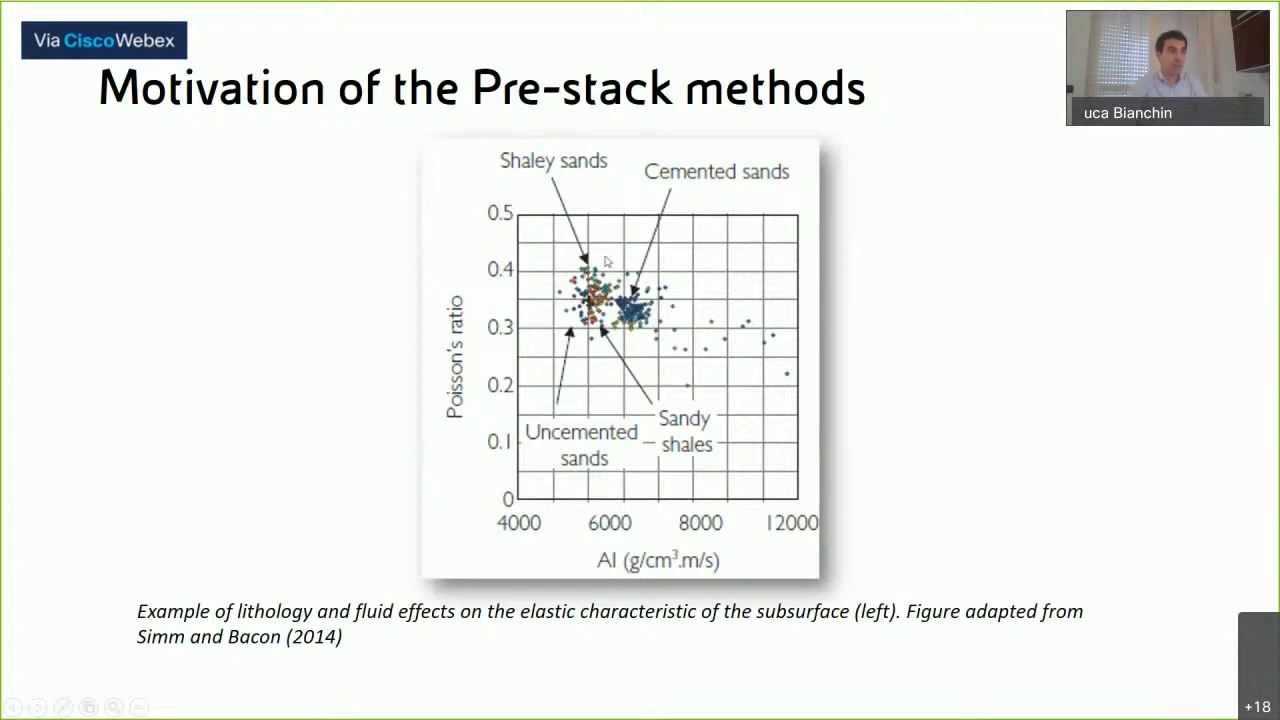 Via Cisco Webex
Motivation of the Pre-stack methods
uca Bianchin
Shaley sands
Cemented sands
0.5
0.4
0.3
0.2
0.1
0
Poisson's ratio
Uncemented
sands
Sandy
shales
4000 6000 8000 12000
AI (g/cm³.m/s)
Example of lithology and fluid effects on the elastic characteristic of the subsurface (left). Figure adapted from
Simm and Bacon (2014)
+18